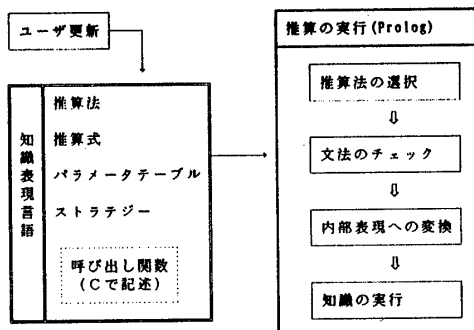 ユーザ更新
知識表現言語
推算法
推算式
パラメータテーブル
ストラテジー
呼び出し関数
(Cで記述)
推算の実行(Prolog)
推算法の選択
⇩
文法のチェック
⇩
内部表現への変換
⇩
知識の実行